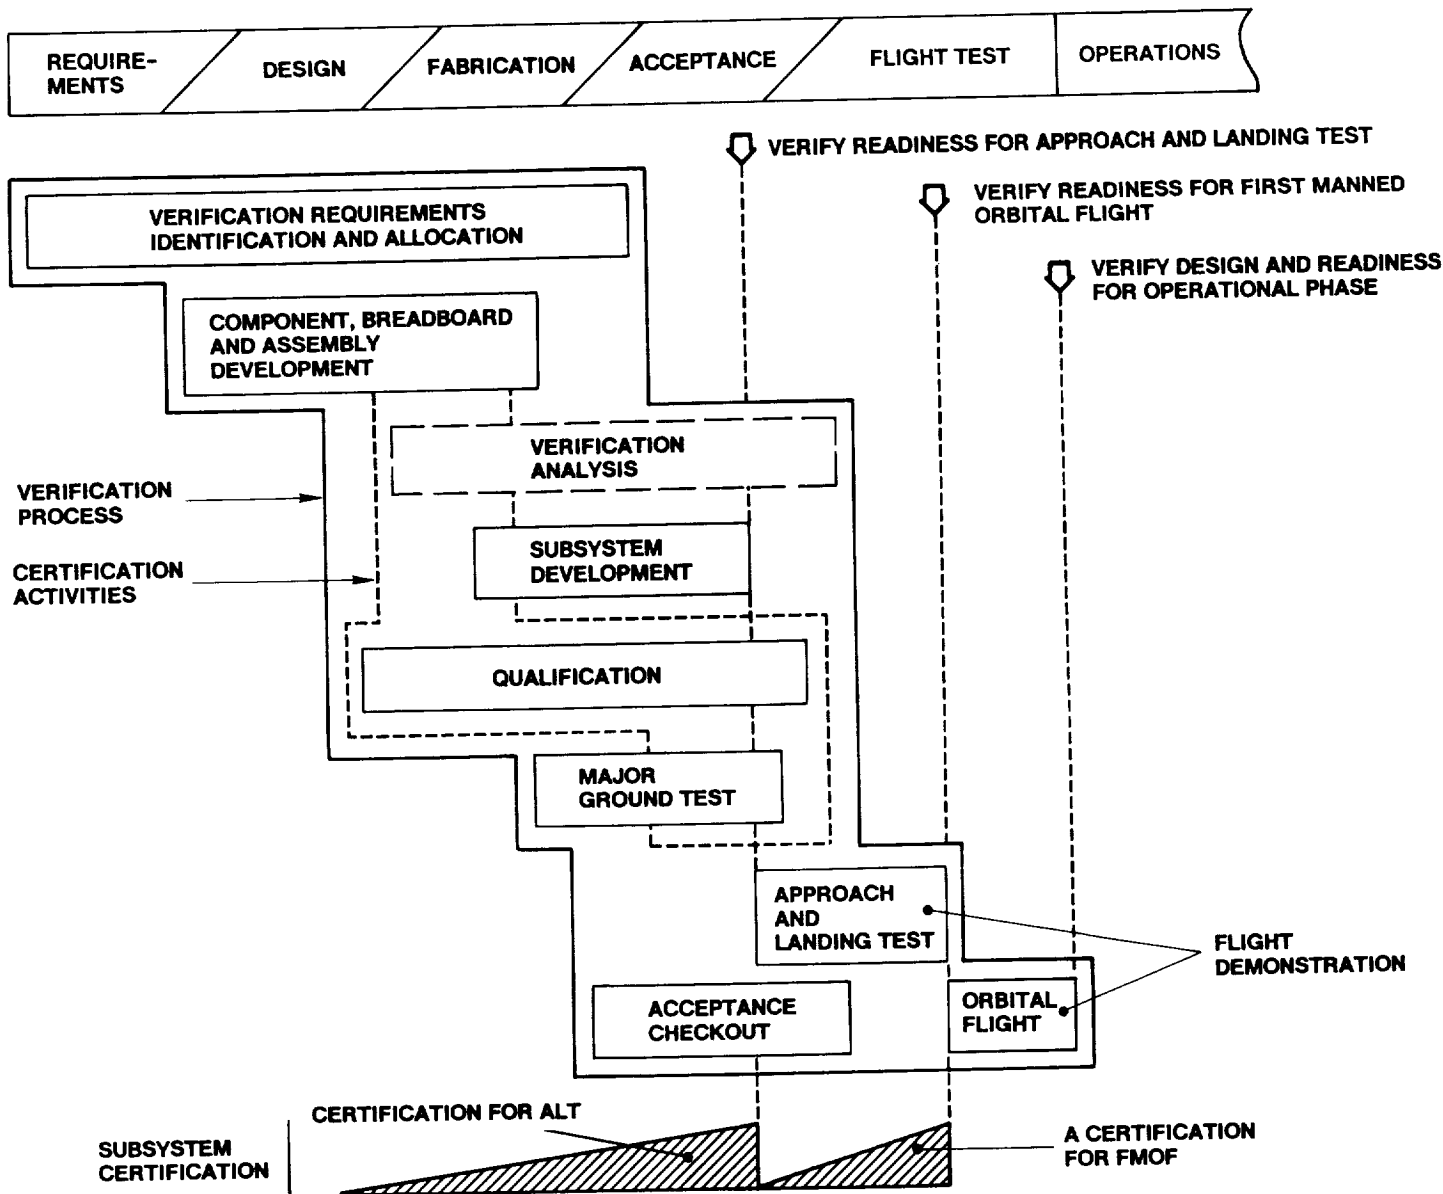 REQUIRE-
MENTS
DESIGN
FABRICATION
ACCEPTANCE
FLIGHT TEST
OPERATIONS
VERIFY READINESS FOR APPROACH AND LANDING TEST
VERIFY READINESS FOR FIRST MANNED
ORBITAL FLIGHT
VERIFY DESIGN AND READINESS
FOR OPERATIONAL PHASE
VERIFICATION REQUIREMENTS
IDENTIFICATION AND ALLOCATION
COMPONENT, BREADBOARD
AND ASSEMBLY
DEVELOPMENT
VERIFICATION
ANALYSIS
VERIFICATION
PROCESS
SUBSYSTEM
DEVELOPMENT
CERTIFICATION
ACTIVITIES
QUALIFICATION
MAJOR
GROUND TEST
APPROACH
AND
LANDING TEST
FLIGHT
DEMONSTRATION
ACCEPTANCE
CHECKOUT
ORBITAL
FLIGHT
CERTIFICATION FOR ALT
SUBSYSTEM
CERTIFICATION
A CERTIFICATION
FOR FMOF